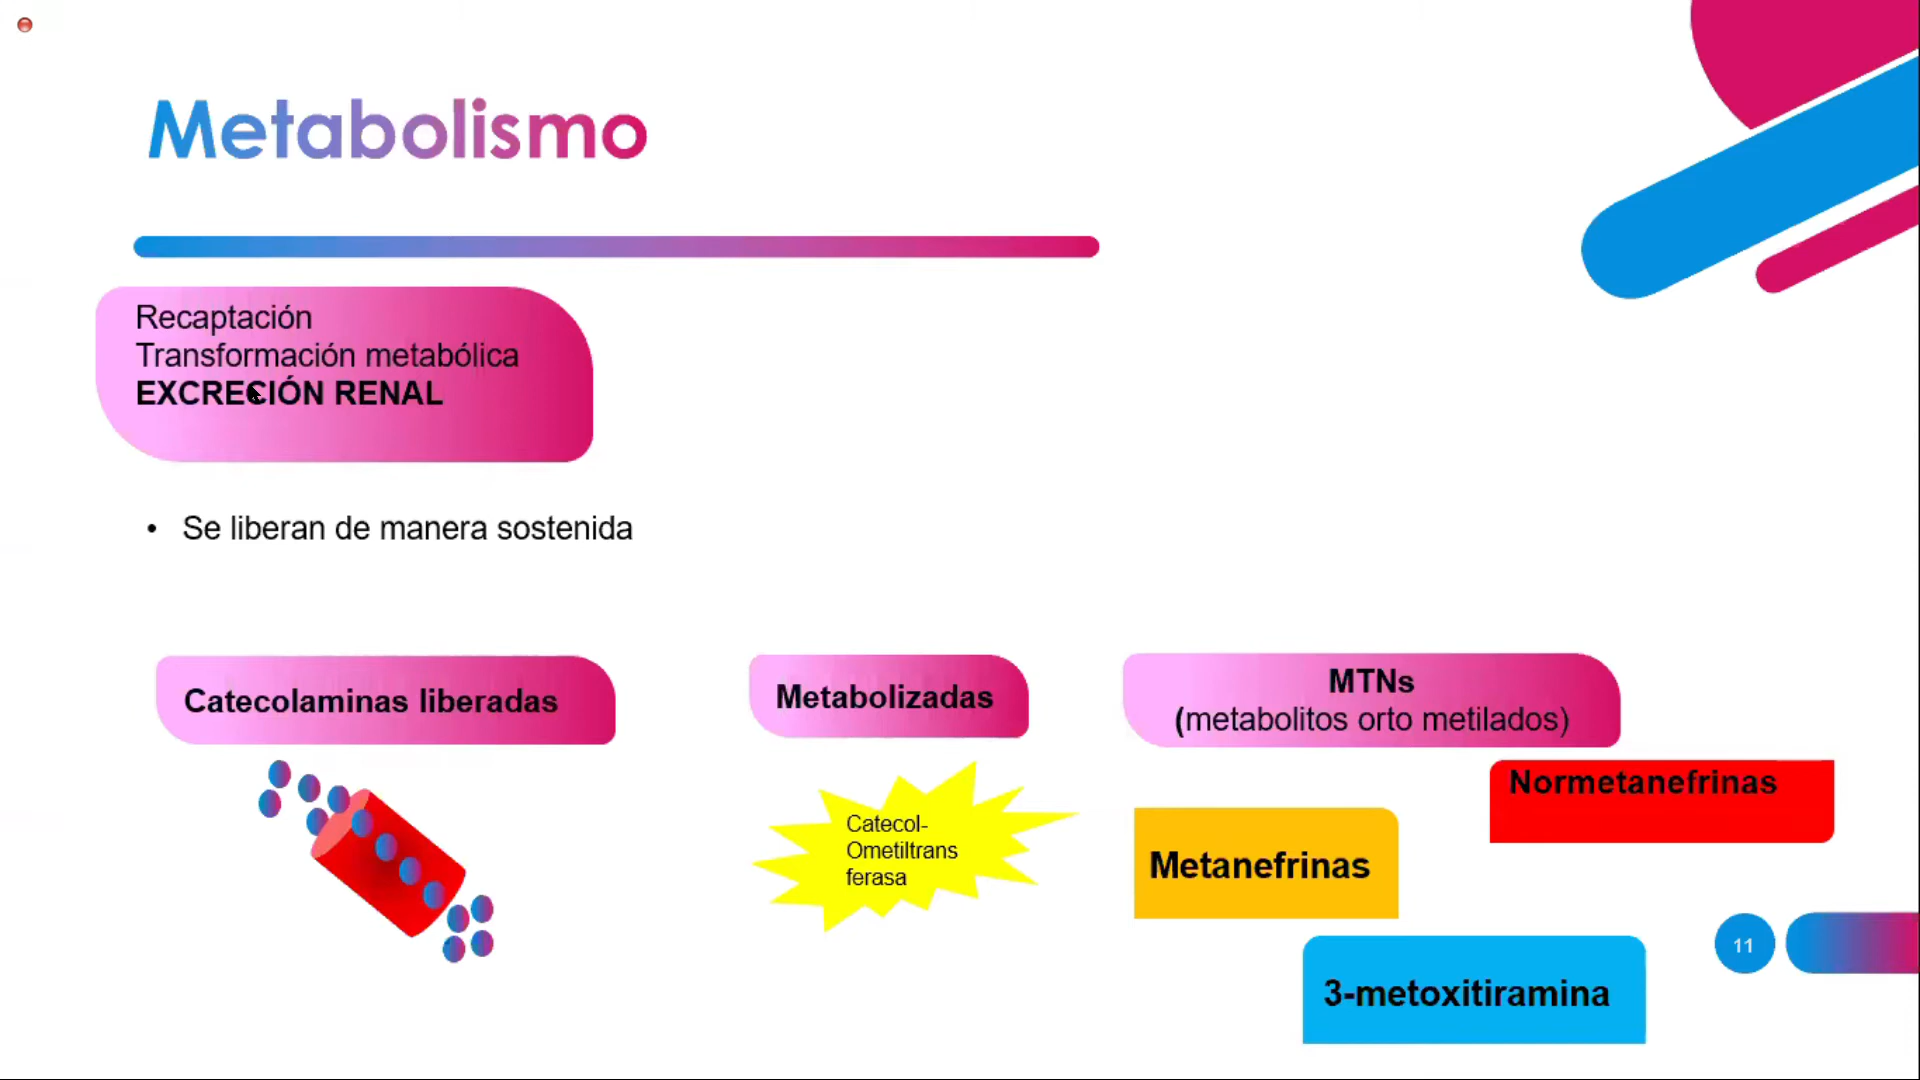 Metabolismo
Recaptación
Transformación metabólica
EXCRECIÓN RENAL
• Se liberan de manera sostenida
Catecolaminas liberadas
Metabolizadas
MTNs
(metabolitos orto metilados)
Catecol-
Ometiltrans
ferasa
Normetanefrinas
Metanefrinas
3-metoxitiramina
11